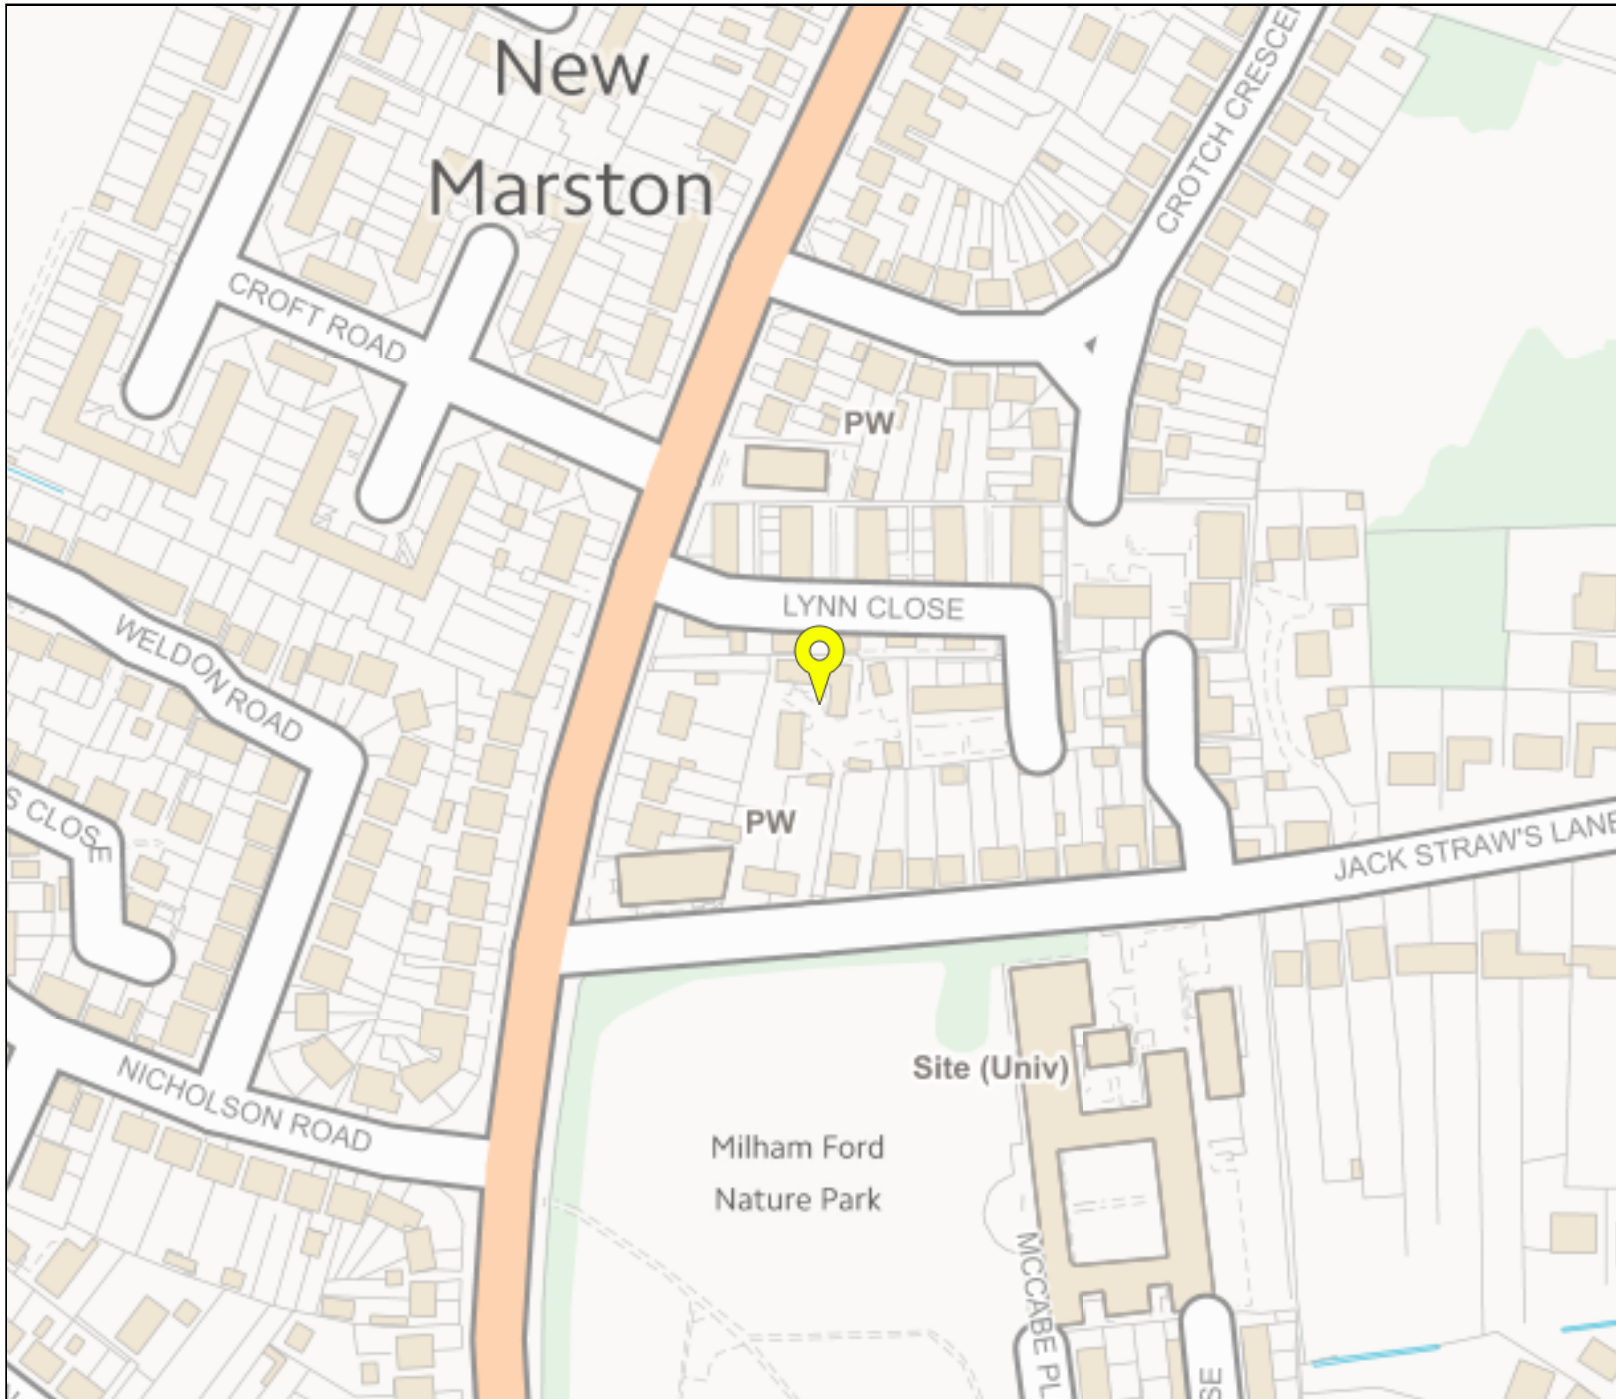 New
Marston
CROTCH CRESCE
CROFT ROAD
PW
LYNN CLOSE
WELDON ROAD
S CLOSE
PW
JACK STRAW'S LANE
Site (Univ)
NICHOLSON ROAD
Milham Ford
Nature Park
MCCABE PL
SE